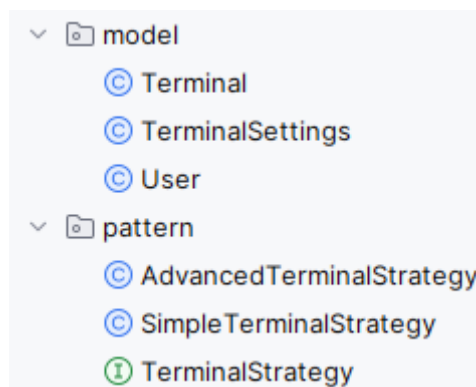 model
C Terminal
C TerminalSettings
C User
pattern
C AdvancedTerminalStrategy
C SimpleTerminalStrategy
I TerminalStrategy